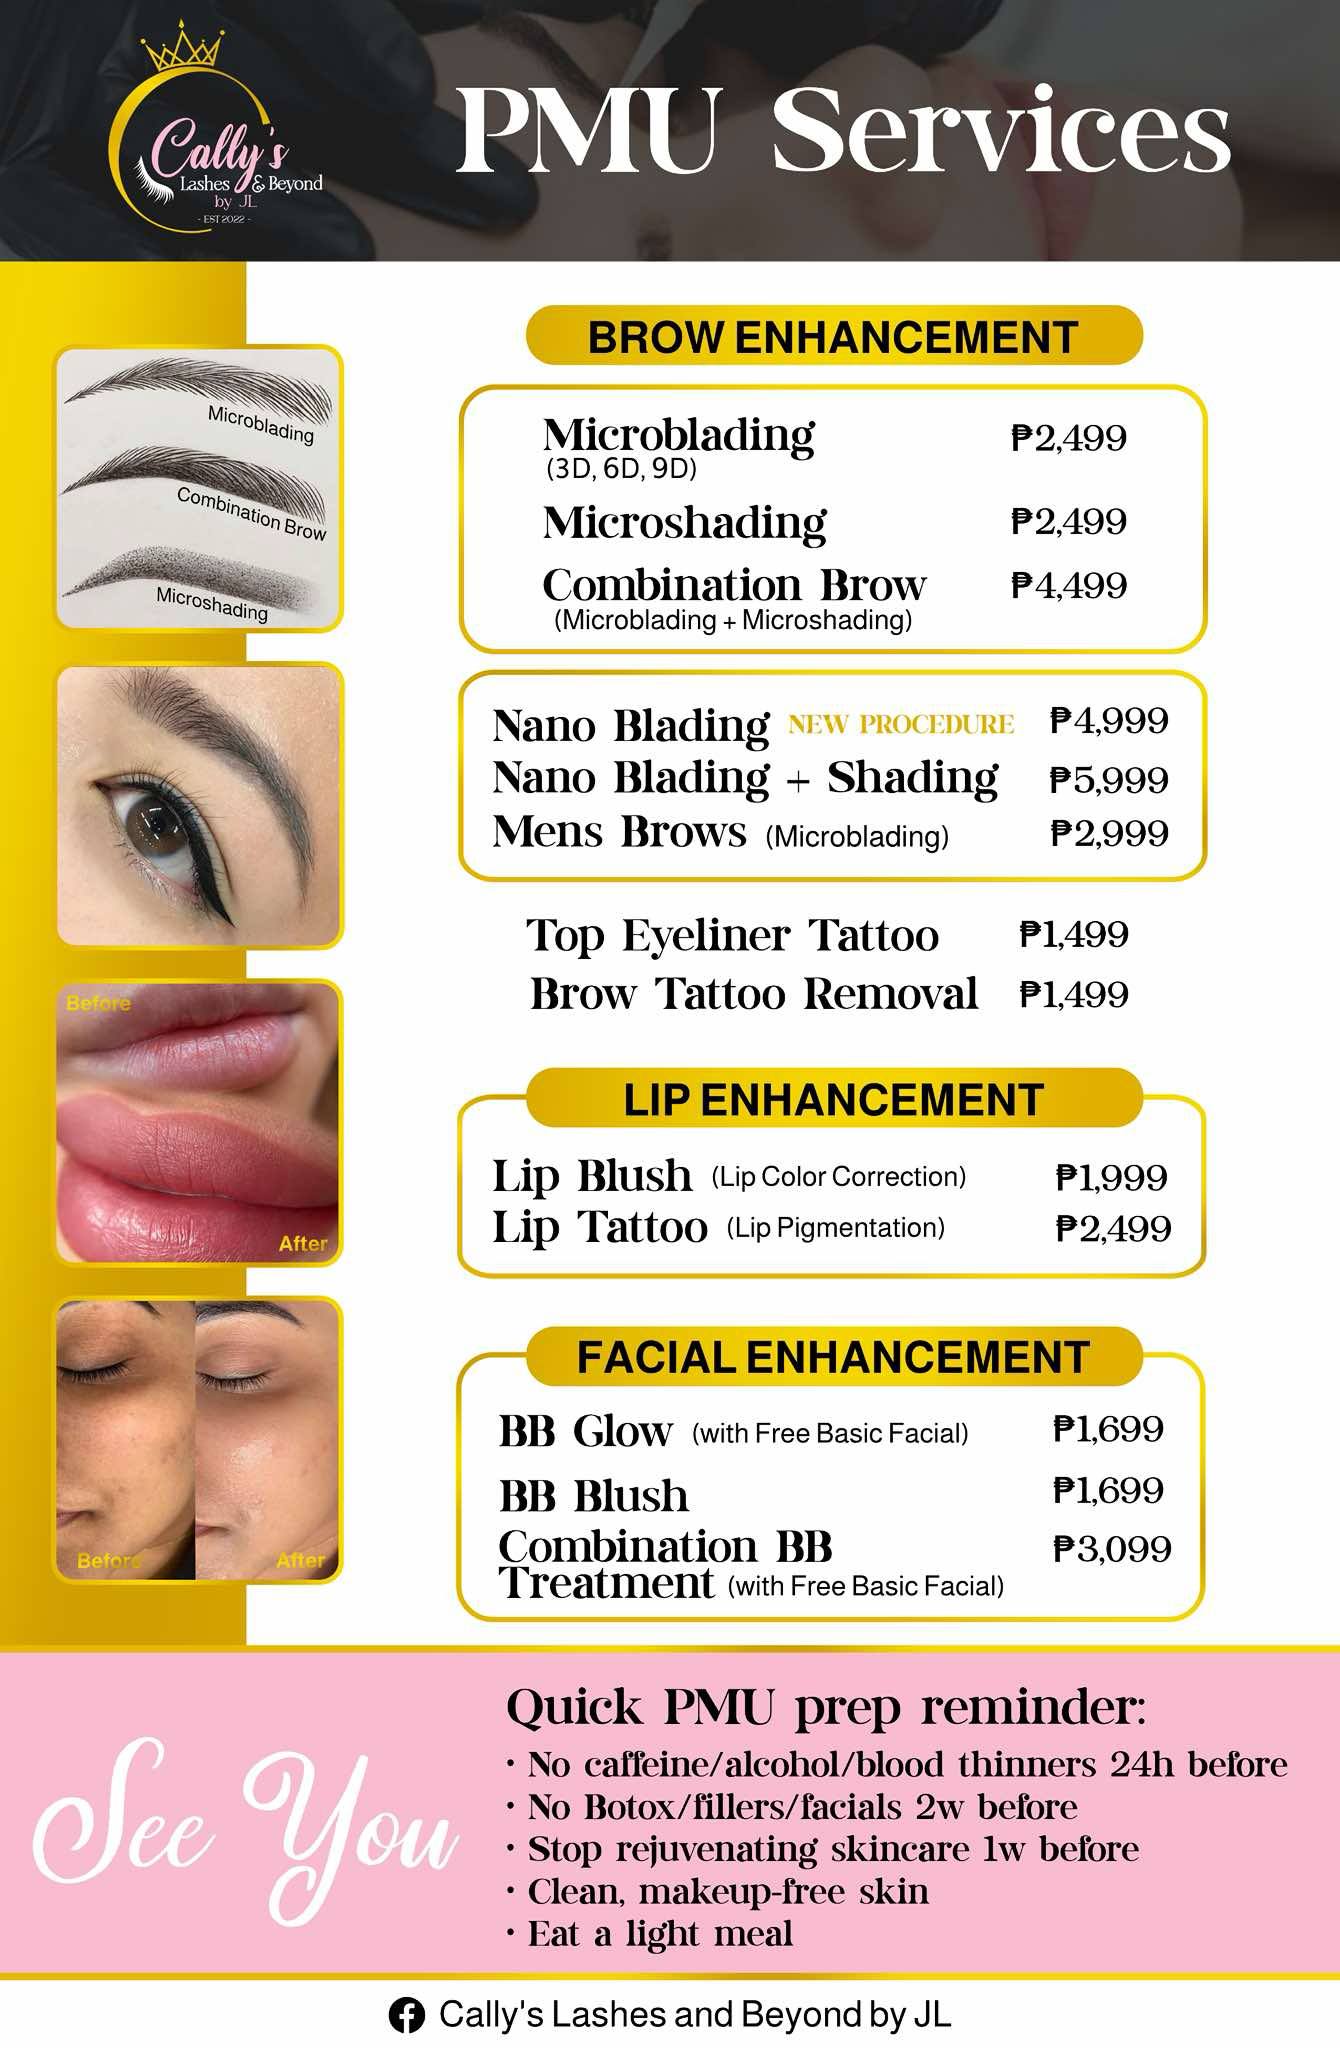 Cally's
Lashes & Beyond
by JL
- EST 2022 -
PMU Services
BROW ENHANCEMENT
Microblading ₱2,499
(3D, 6D, 9D)
Microshading ₱2,499
Combination Brow ₱4,499
(Microblading + Microshading)
Microblading
Combination Brow
Microshading
Nano Blading NEW PROCEDURE ₱4,999
Nano Blading + Shading ₱5,999
Mens Brows (Microblading) ₱2,999
Top Eyeliner Tattoo ₱1,499
Brow Tattoo Removal ₱1,499
Before
After
LIP ENHANCEMENT
Lip Blush (Lip Color Correction) ₱1,999
Lip Tattoo (Lip Pigmentation) ₱2,499
FACIAL ENHANCEMENT
BB Glow (with Free Basic Facial) ₱1,699
BB Blush ₱1,699
Combination BB ₱3,099
Treatment (with Free Basic Facial)
Before
After
See You
Quick PMU prep reminder:
• No caffeine/alcohol/blood thinners 24h before
• No Botox/fillers/facials 2w before
• Stop rejuvenating skincare 1w before
• Clean, makeup-free skin
• Eat a light meal
Cally's Lashes and Beyond by JL